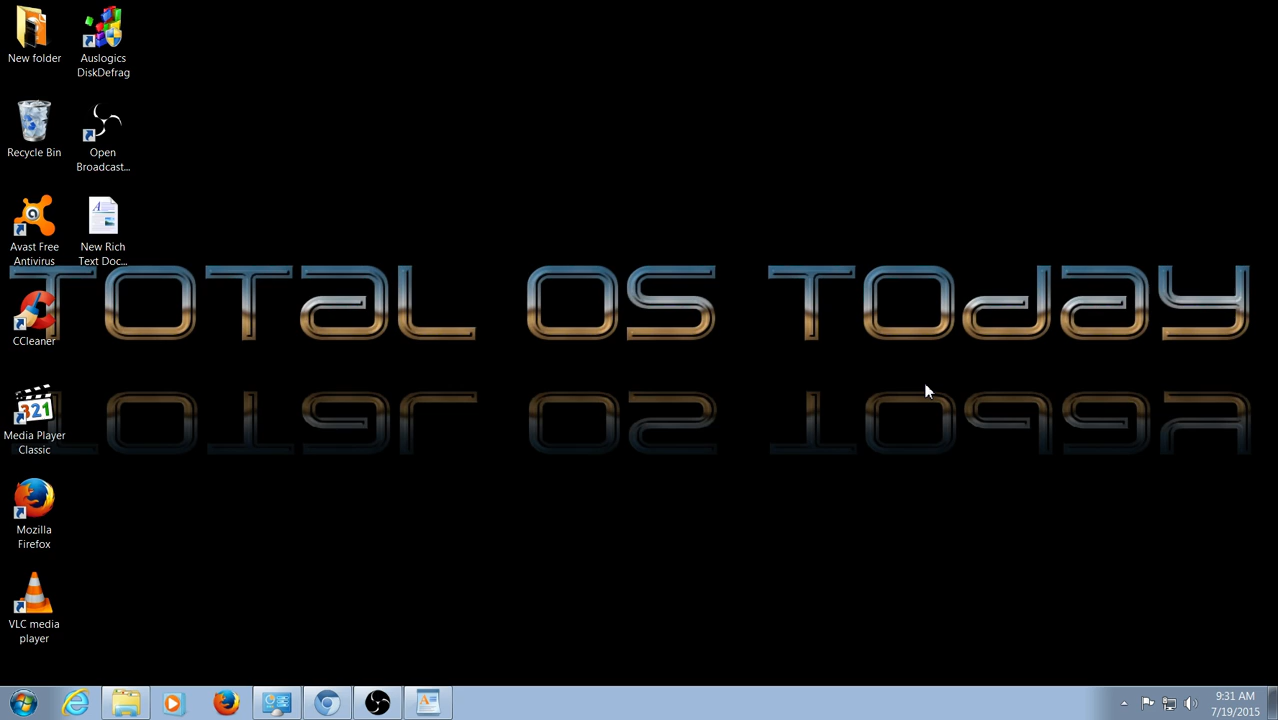 New folder
Auslogics
DiskDefrag
Recycle Bin
Open
Broadcast...
Avast Free
Antivirus
New Rich
Text Doc...
TOTAL OS TODAY
CCleaner
321
Media Player
Classic
Mozilla
Firefox
VLC media
player
9:31 AM
7/19/2015